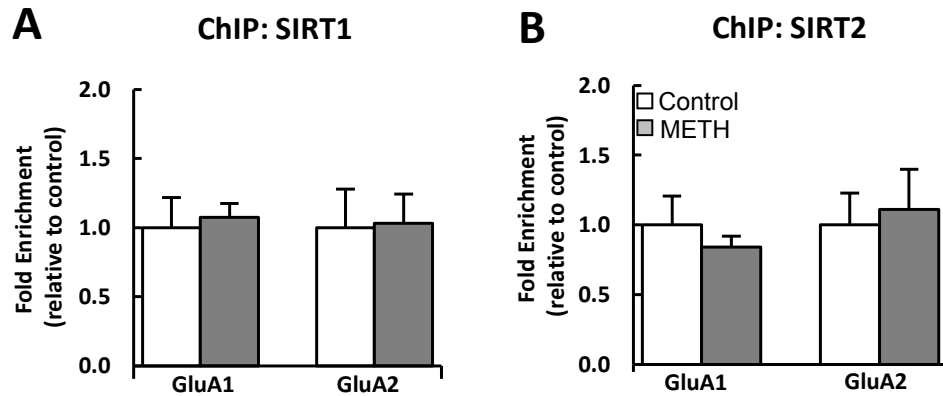 A
ChIP: SIRT1
Fold Enrichment
(relative to control)
2.0
1.5
1.0
0.5
0.0
GluA1 GluA2
B
ChIP: SIRT2
Fold Enrichment
(relative to control)
2.0
1.5
1.0
0.5
0.0
Control
METH
GluA1 GluA2